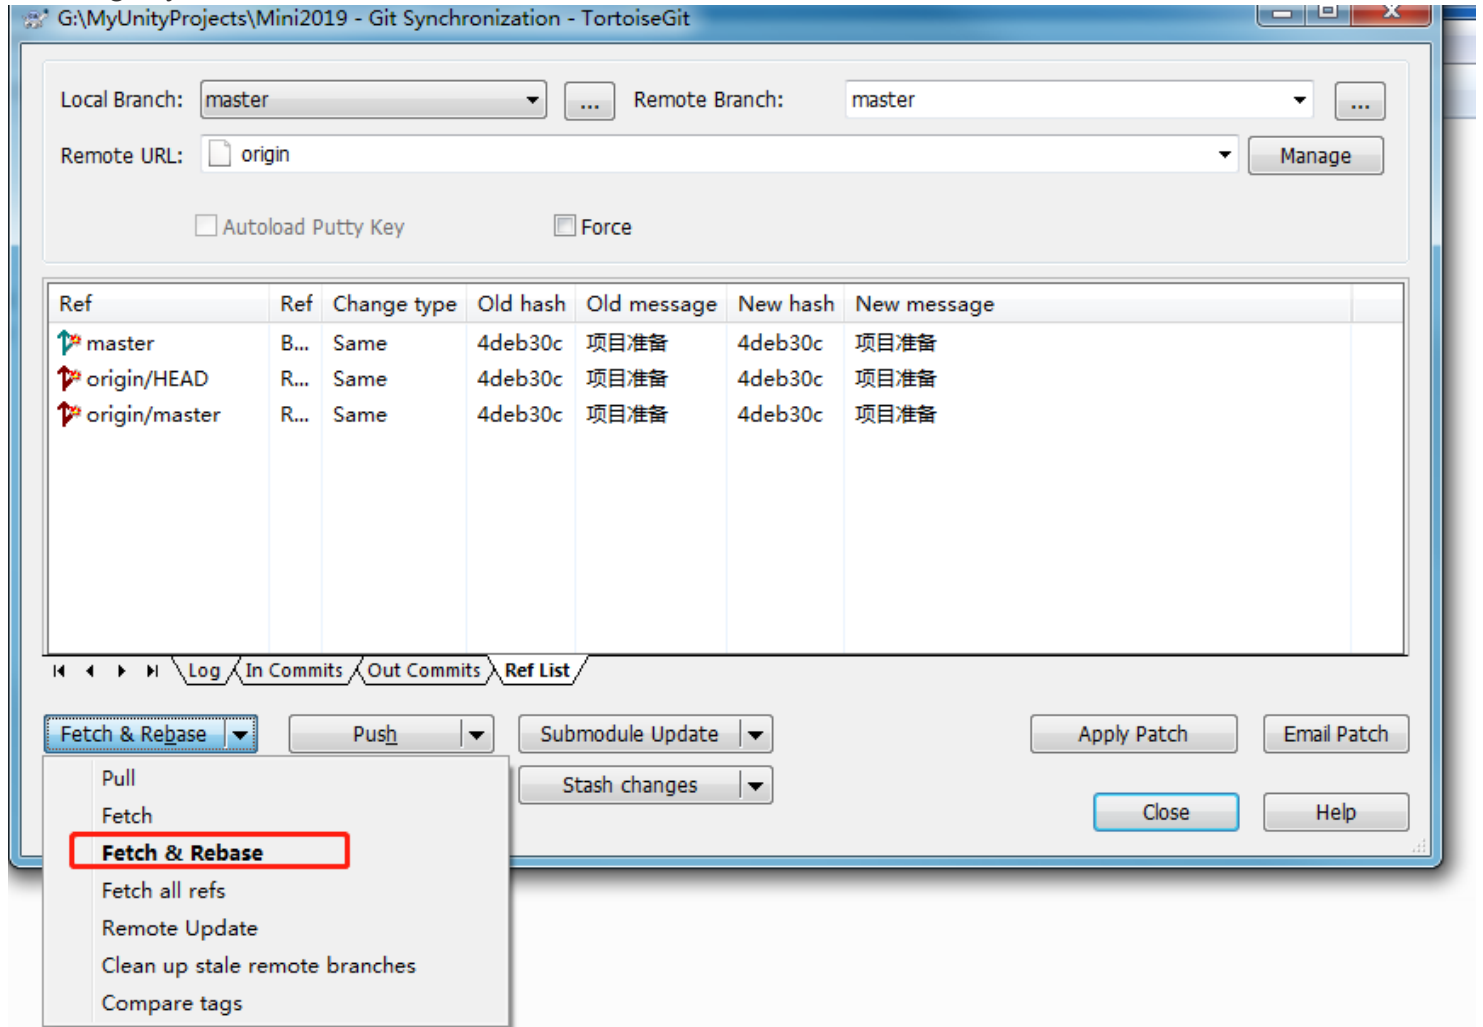 G:\MyUnityProjects\Mini2019 - Git Synchronization - TortoiseGit
Local Branch: master ... Remote Branch: master ...
Remote URL: origin Manage
Autoload Putty Key Force
Ref Ref Change type Old hash Old message New hash New message
master B... Same 4deb30c 项目准备 4deb30c 项目准备
origin/HEAD R... Same 4deb30c 项目准备 4deb30c 项目准备
origin/master R... Same 4deb30c 项目准备 4deb30c 项目准备
Log In Commits Out Commits Ref List
Fetch & Rebase Push Submodule Update Apply Patch Email Patch
Pull Stash changes
Fetch Close Help
Fetch & Rebase
Fetch all refs
Remote Update
Clean up stale remote branches
Compare tags